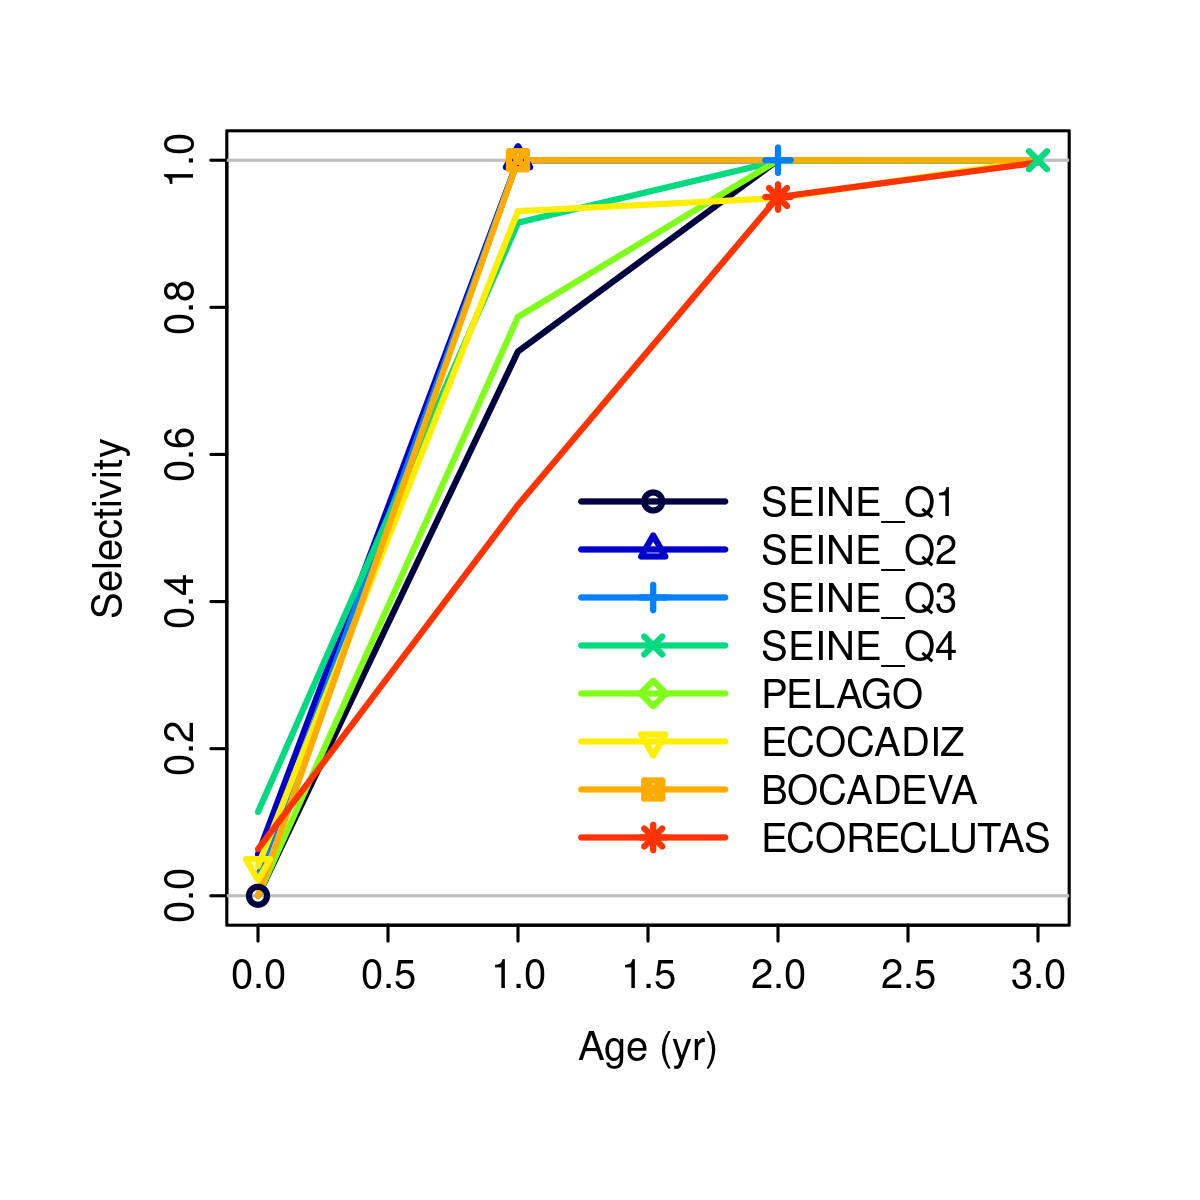 Selectivity
1.0
0.8
0.6
0.4
0.2
0.0
SEINE_Q1
SEINE_Q2
SEINE_Q3
SEINE_Q4
PELAGO
ECOCADIZ
BOCADEVA
ECORECLUTAS
0.0 0.5 1.0 1.5 2.0 2.5 3.0
Age (yr)